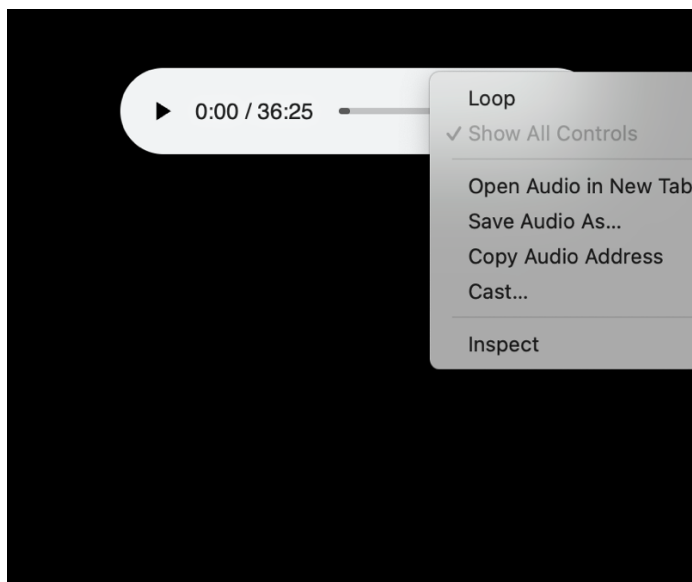 0:00 / 36:25
Loop
✓ Show All Controls
Open Audio in New Tab
Save Audio As...
Copy Audio Address
Cast...
Inspect